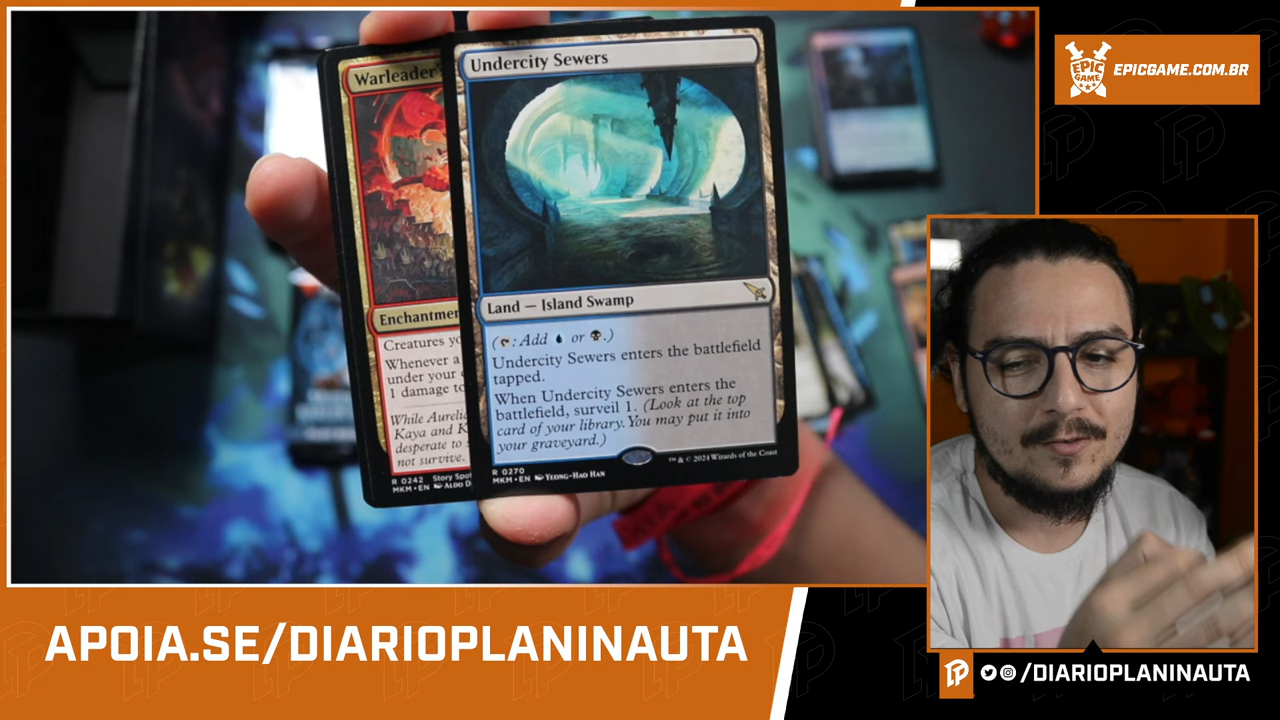 Undercity Sewers
Land — Island Swamp
( : Add or .)
Undercity Sewers enters the battlefield
tapped.
When Undercity Sewers enters the
battlefield, surveil 1. (Look at the top
card of your library. You may put it into
your graveyard.)
R 0270
MKM • EN YEONG-HAO HAN
™ & © 2024 Wizards of the Coast
Warleader'
Enchantmen
Creatures yo
Whenever a
under your
1 damage to
While Aureli
Kaya and K
desperate to
not survive.
R 0242 Story Spo
MKM • EN ALDO D
EPIC GAME
EPICGAME.COM.BR
APOIA.SE/DIARIOPLANINAUTA
/DIARIOPLANINAUTA